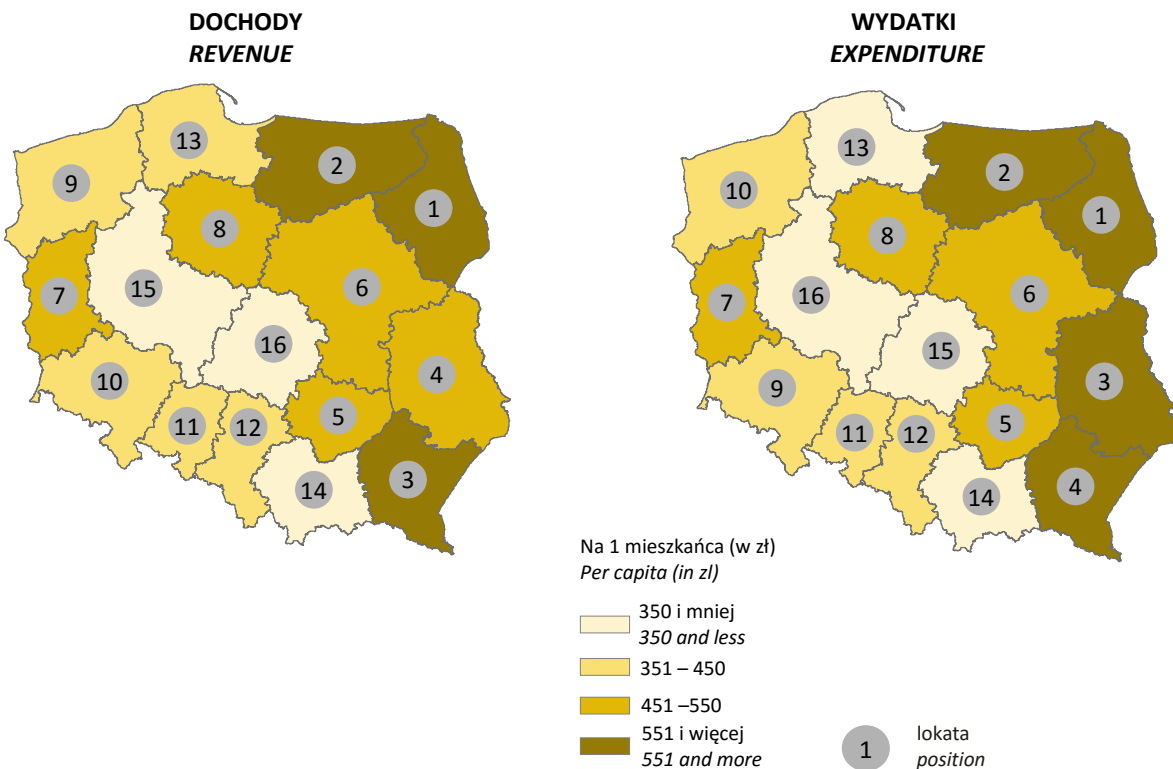 DOCHODY
REVENUE
13
2
9
1
8
7
15
6
16
4
10
5
11
12
3
14
WYDATKI
EXPENDITURE
13
2
10
1
8
6
7
16
15
3
9
5
11
12
4
14
Na 1 mieszkańca (w zł)
Per capita (in zl)
350 i mniej
350 and less
351 – 450
451 –550
551 i więcej
551 and more
1
lokata
position